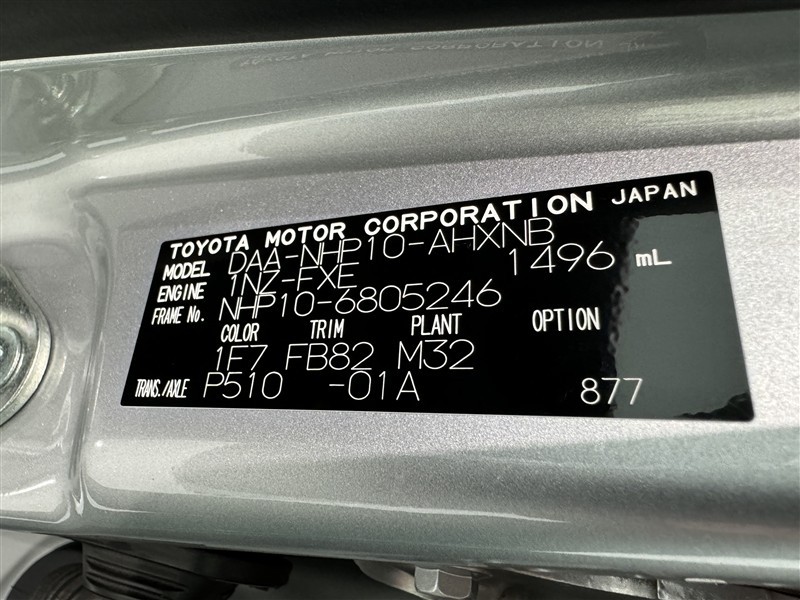 TOYOTA MOTOR CORPORATION JAPAN
MODEL DAA-NHP10-AHXNB
ENGINE 1NZ-FXE 1496 mL
FRAME No. NHP10-6805246
COLOR TRIM PLANT OPTION
1F7 FB82 M32
TRANS./AXLE P510 -01A 877